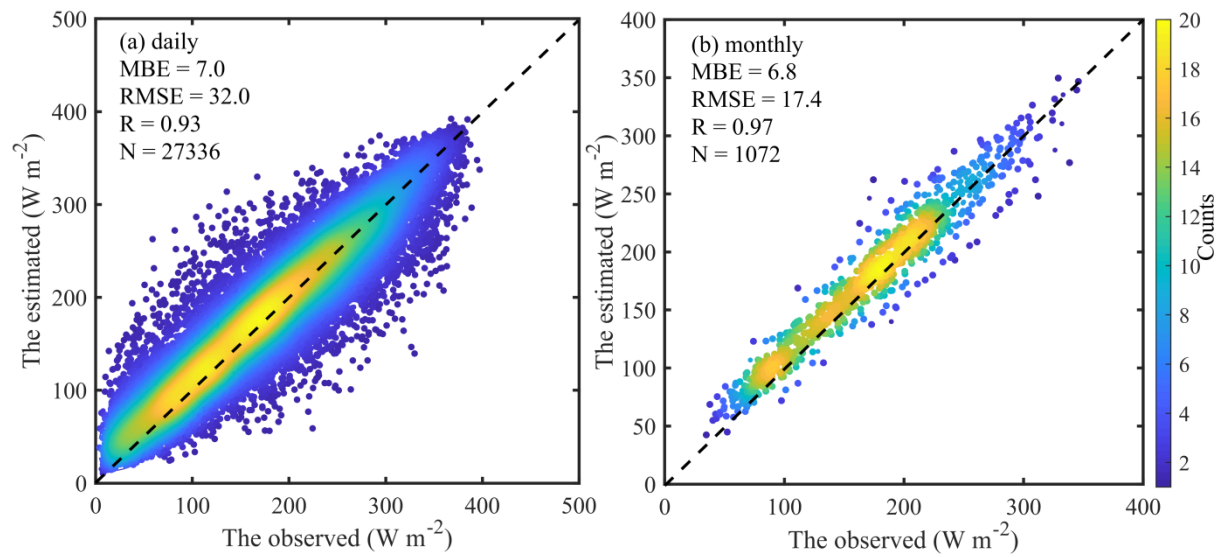 (a) daily
MBE = 7.0
RMSE = 32.0
R = 0.93
N = 27336
500
400
300
200
100
0
The estimated (W m⁻²)
0 100 200 300 400 500
The observed (W m⁻²)
(b) monthly
MBE = 6.8
RMSE = 17.4
R = 0.97
N = 1072
400
350
300
250
200
150
100
50
0
The estimated (W m⁻²)
0 100 200 300 400
The observed (W m⁻²)
20
18
16
14
12
10
8
6
4
2
Counts